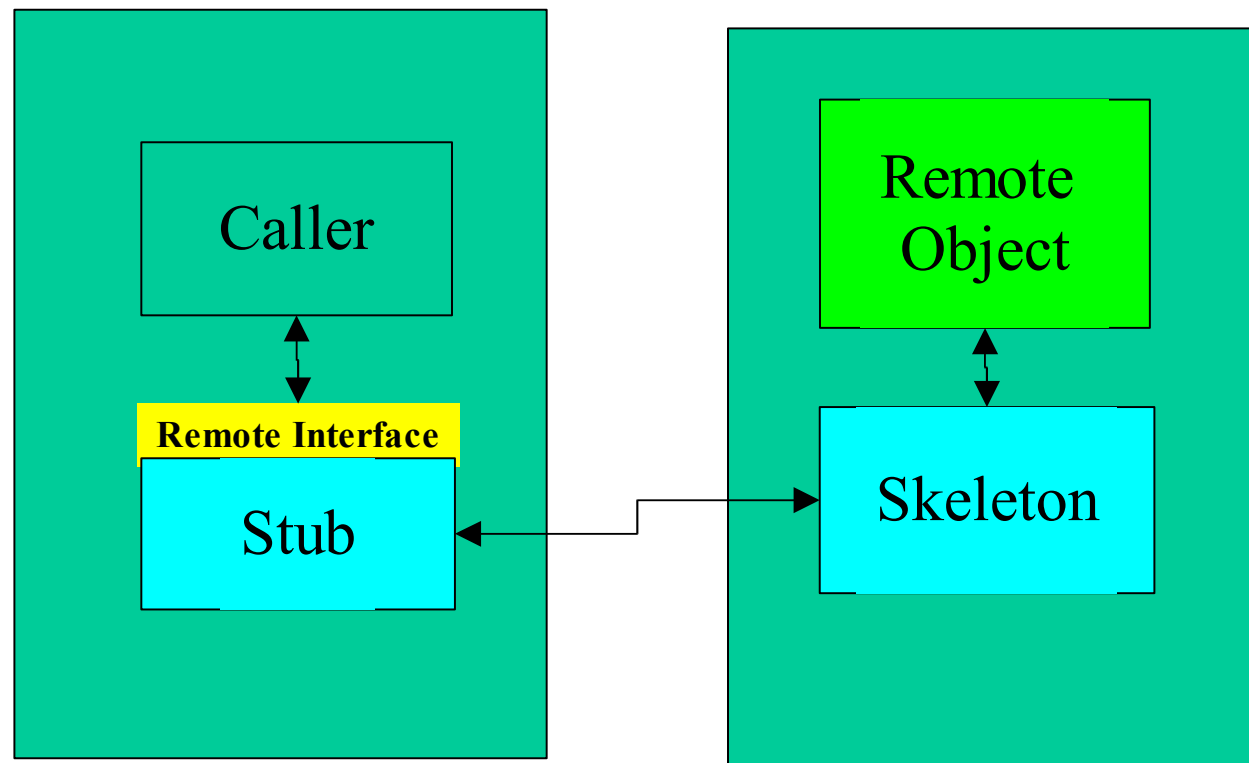 Caller
Remote Interface
Stub
Remote
Object
Skeleton